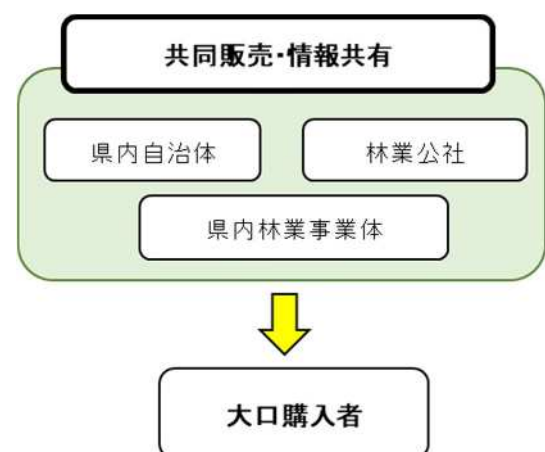 共同販売・情報共有
県内自治体
林業公社
県内林業事業体
大口購入者